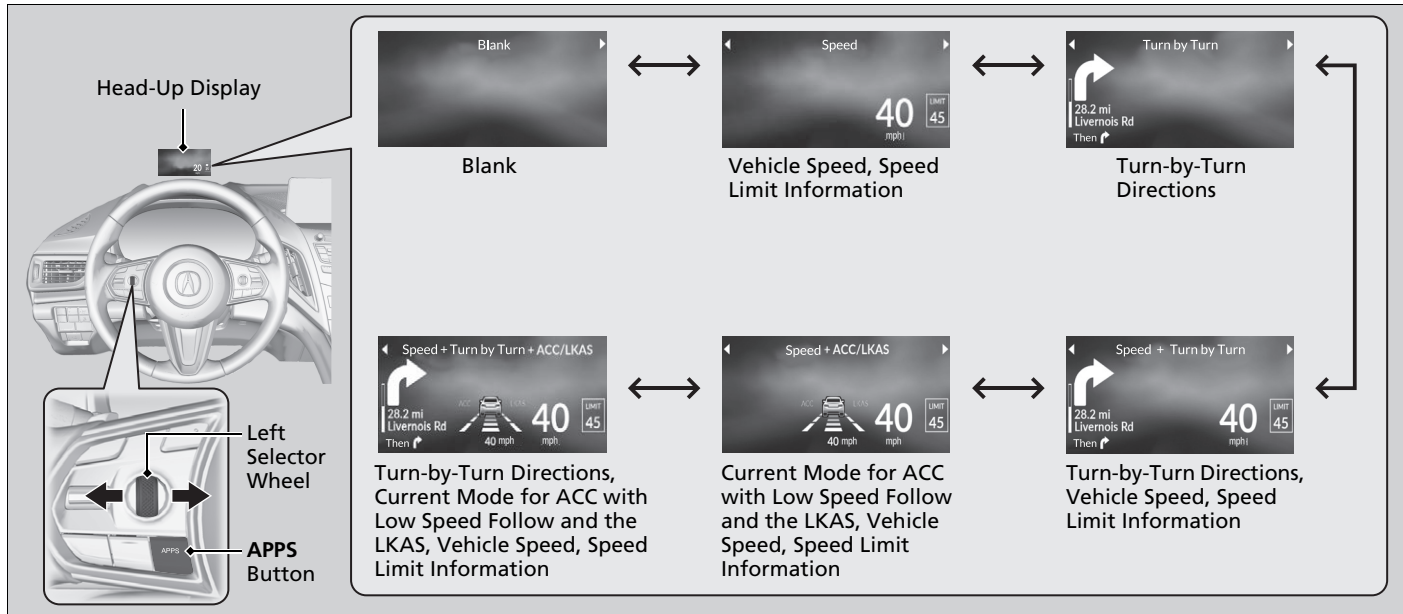 Head-Up Display
20
Left
Selector
Wheel
APPS
APPS
Button
Blank
Blank
Speed
40
mph
LIMIT
45
Vehicle Speed, Speed
Limit Information
Turn by Turn
28.2 mi
Livernois Rd
Then
Turn-by-Turn
Directions
Speed + Turn by Turn + ACC/LKAS
28.2 mi
Livernois Rd
Then
ACC
LKAS
40 mph
40
mph
LIMIT
45
Turn-by-Turn Directions,
Current Mode for ACC with
Low Speed Follow and the
LKAS, Vehicle Speed, Speed
Limit Information
Speed + ACC/LKAS
ACC
LKAS
40 mph
40
mph
LIMIT
45
Current Mode for ACC
with Low Speed Follow
and the LKAS, Vehicle
Speed, Speed Limit
Information
Speed + Turn by Turn
28.2 mi
Livernois Rd
Then
40
mph
LIMIT
45
Turn-by-Turn Directions,
Vehicle Speed, Speed
Limit Information